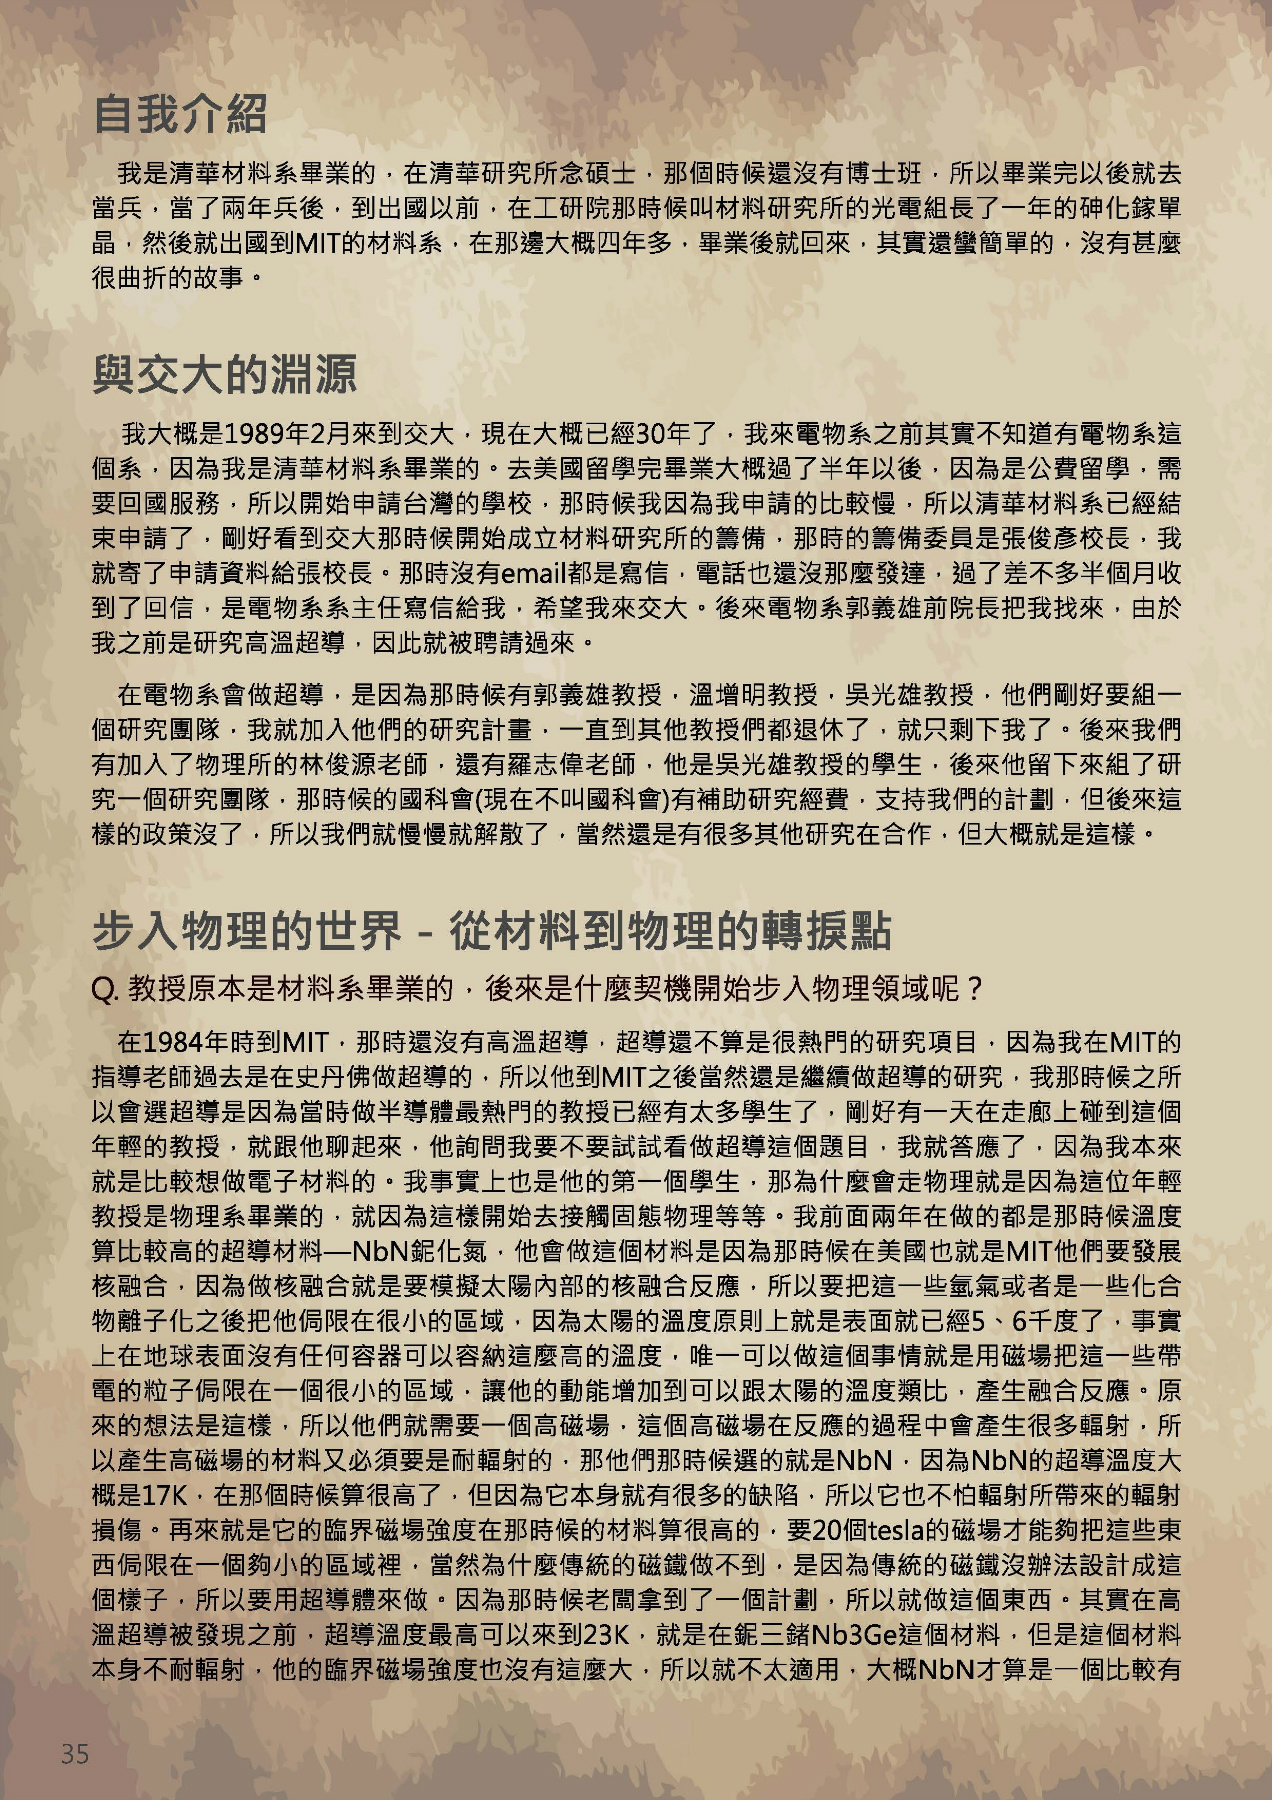 自我介紹
我是清華材料系畢業的，在清華研究所念碩士，那個時候還沒有博士班，所以畢業完以後就去
當兵，當了兩年兵後，到出國以前，在工研院那時候叫材料研究所的光電組長了一年的砷化鎵單
晶，然後就出國到MIT的材料系，在那邊大概四年多，畢業後就回來，其實還蠻簡單的，沒有甚麼
很曲折的故事。
與交大的淵源
我大概是1989年2月來到交大，現在大概已經30年了，我來電物系之前其實不知道有電物系這
個系，因為我是清華材料系畢業的。去美國留學完畢業大概過了半年以後，因為是公費留學，需
要回國服務，所以開始申請台灣的學校，那時候我因為我申請的比較慢，所以清華材料系已經結
束申請了，剛好看到交大那時候開始成立材料研究所的籌備，那時的籌備委員是張俊彥校長，我
就寄了申請資料給張校長。那時沒有email都是寫信，電話也還沒那麼發達，過了差不多半個月收
到了回信，是電物系系主任寫信給我，希望我來交大。後來電物系郭義雄前院長把我找來，由於
我之前是研究高溫超導，因此就被聘請過來。
在電物系會做超導，是因為那時候有郭義雄教授，溫增明教授，吳光雄教授，他們剛好要組一
個研究團隊，我就加入他們的研究計畫，一直到其他教授們都退休了，就只剩下我了。後來我們
有加入了物理所的林俊源老師，還有羅志偉老師，他是吳光雄教授的學生，後來他留下來組了研
究一個研究團隊，那時候的國科會(現在不叫國科會)有補助研究經費，支持我們的計劃，但後來這
樣的政策沒了，所以我們就慢慢就解散了，當然還是有很多其他研究在合作，但大概就是這樣。
步入物理的世界 - 從材料到物理的轉捩點
Q. 教授原本是材料系畢業的，後來是什麼契機開始步入物理領域呢？
在1984年時到MIT，那時還沒有高溫超導，超導還不算是很熱門的研究項目，因為我在MIT的
指導老師過去是在史丹佛做超導的，所以他到MIT之後當然還是繼續做超導的研究，我那時候之所
以會選超導是因為當時做半導體最熱門的教授已經有太多學生了，剛好有一天在走廊上碰到這個
年輕的教授，就跟他聊起來，他詢問我要不要試試看做超導這個題目，我就答應了，因為我本來
就是比較想做電子材料的。我事實上也是他的第一個學生，那為什麼會走物理就是因為這位年輕
教授是物理系畢業的，就因為這樣開始去接觸固態物理等等。我前面兩年在做的都是那時候溫度
算比較高的超導材料—NbN鈮化氮，他會做這個材料是因為那時候在美國也就是MIT他們要發展
核融合，因為做核融合就是要模擬太陽內部的核融合反應，所以要把這一些氫氣或者是一些化合
物離子化之後把他侷限在很小的區域，因為太陽的溫度原則上就是表面就已經5、6千度了，事實
上在地球表面沒有任何容器可以容納這麼高的溫度，唯一可以做這個事情就是用磁場把這一些帶
電的粒子侷限在一個很小的區域，讓他的動能增加到可以跟太陽的溫度類比，產生融合反應。原
來的想法是這樣，所以他們就需要一個高磁場，這個高磁場在反應的過程中會產生很多輻射，所
以產生高磁場的材料又必須要是耐輻射的，那他們那時候選的就是NbN，因為NbN的超導溫度大
概是17K，在那個時候算很高了，但因為它本身就有很多的缺陷，所以它也不怕輻射所帶來的輻射
損傷。再來就是它的臨界磁場強度在那時候的材料算很高的，要20個tesla的磁場才能夠把這些東
西侷限在一個夠小的區域裡，當然為什麼傳統的磁鐵做不到，是因為傳統的磁鐵沒辦法設計成這
個樣子，所以要用超導體來做。因為那時候老闆拿到了一個計劃，所以就做這個東西。其實在高
溫超導被發現之前，超導溫度最高可以來到23K，就是在鈮三鍺Nb3Ge這個材料，但是這個材料
本身不耐輻射，他的臨界磁場強度也沒有這麼大，所以就不太適用，大概NbN才算是一個比較有
35